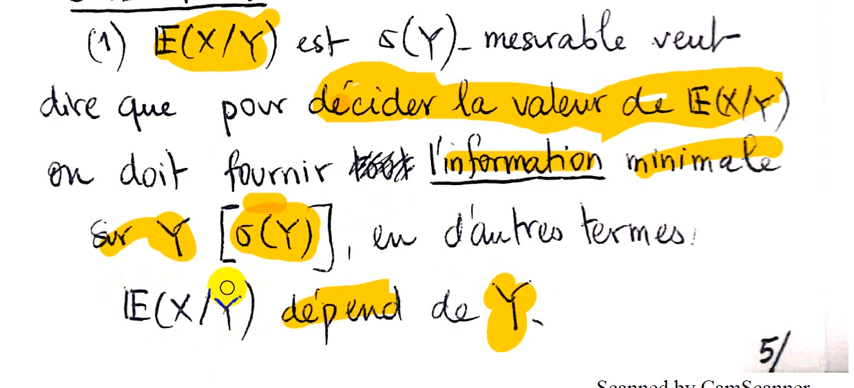 (1) E(X/Y) est σ(Y)_ mesurable veut
dire que pour décider la valeur de E(X/Y)
on doit fournir l'information minimale
sur Y [σ(Y)], en d'autres termes:
E(X/Y) dépend de Y.
5/
Scanned by CamScanner